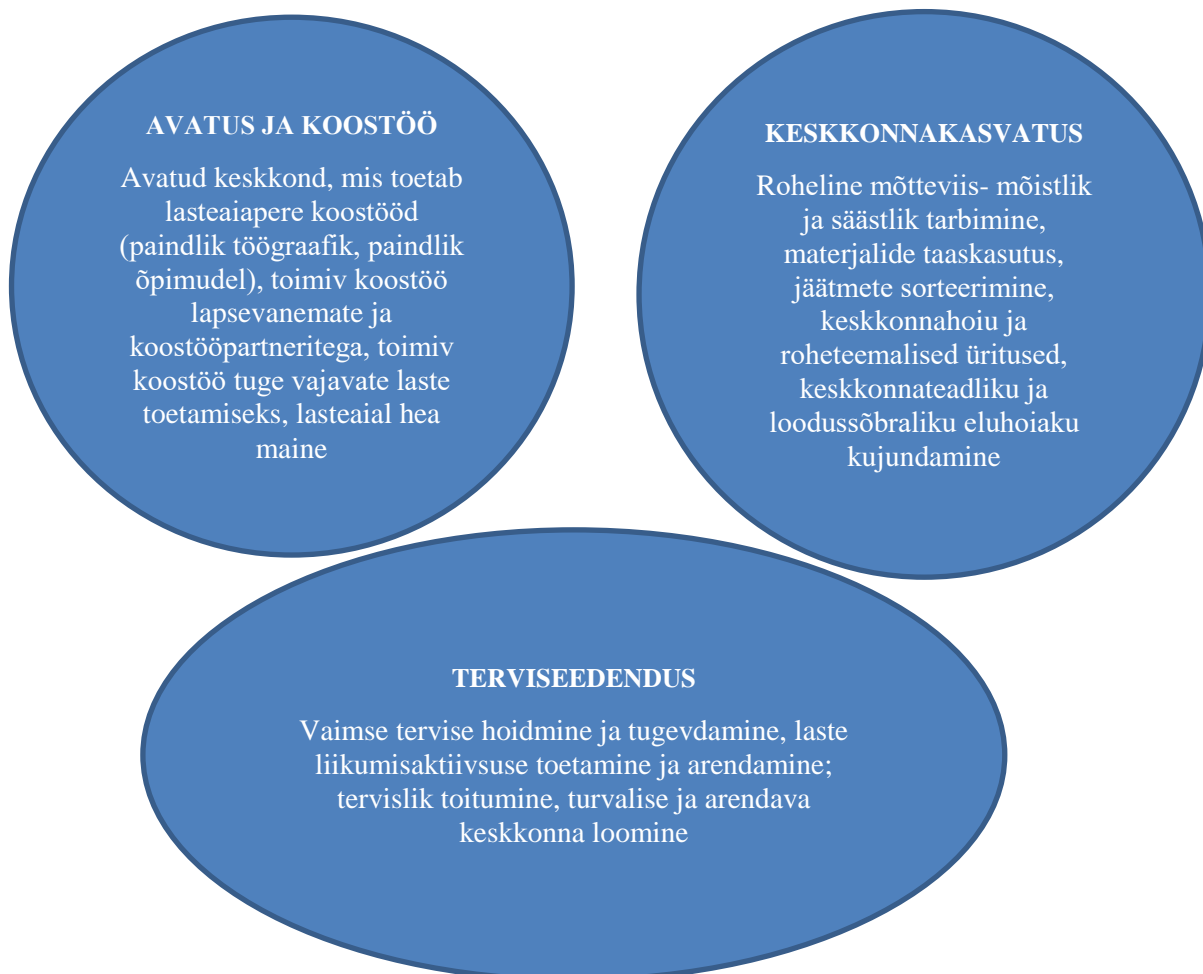 AVATUS JA KOOSTÖÖ
Avatud keskkond, mis toetab
lasteaiapere koostööd
(paindlik töögraafik, paindlik
õpimudel), toimiv koostöö
lapsevanemate ja
koostööpartneritega, toimiv
koostöö tuge vajavate laste
toetamiseks, lasteaial hea
maine
KESKKONNAKASVATUS
Roheline mõtteviis- mõistlik
ja säästlik tarbimine,
materjalide taaskasutus,
jäätmete sorteerimine,
keskkonnahoiu ja
roheteemalised üritused,
keskkonnateadliku ja
loodussõbraliku eluhoiaku
kujundamine
TERVISEEDENDUS
Vaimse tervise hoidmine ja tugevdamine, laste
liikumisaktiivsuse toetamine ja arendamine;
tervislik toitumine, turvalise ja arendava
keskkonna loomine